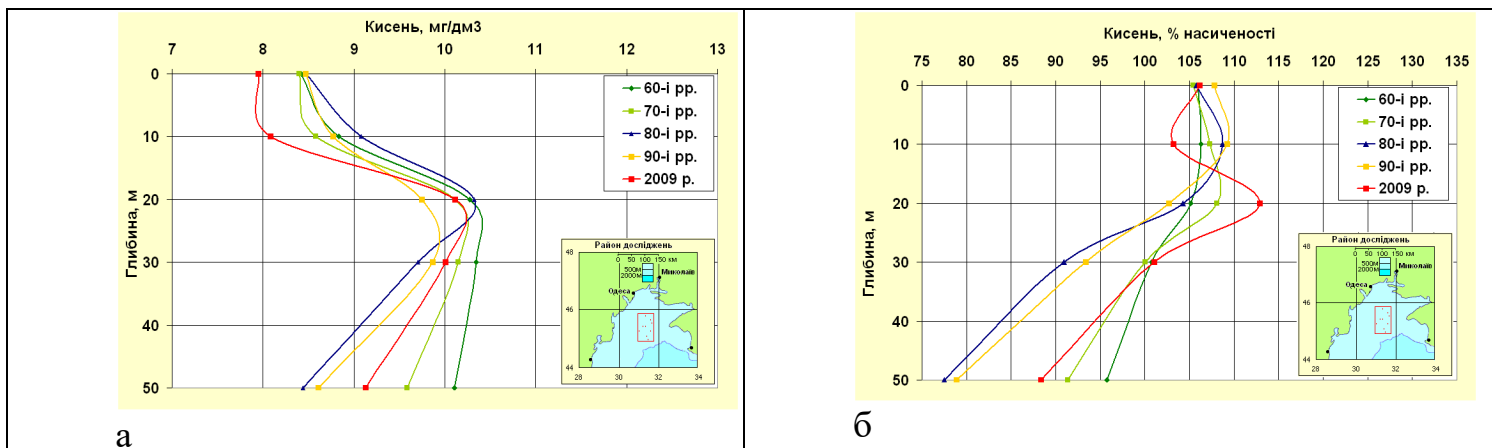 Кисень, мг/дм3
7 8 9 10 11 12 13
0
10
20
30
40
50
Глибина, м
60-і рр.
70-і рр.
80-і рр.
90-і рр.
2009 р.
Район досліджень
0 50 100 150 км
500М
2000М
Миколаїв
Одеса
48
46
44
28 30 32 34
а
Кисень, % насиченості
75 80 85 90 95 100 105 110 115 120 125 130 135
0
10
20
30
40
50
Глибина, м
60-і рр.
70-і рр.
80-і рр.
90-і рр.
2009 р.
Район досліджень
0 50 100 150 км
500М
2000М
Миколаїв
Одеса
48
46
44
28 30 32 34
б